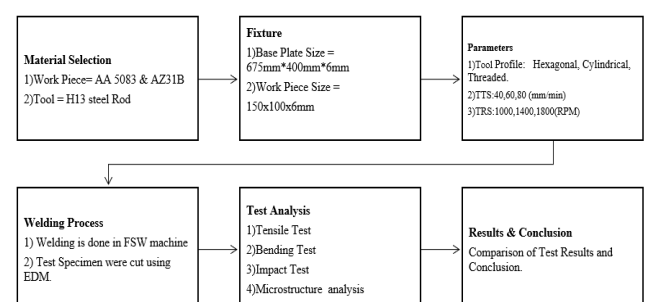 Material Selection
1)Work Piece= AA 5083 & AZ31B
2)Tool = H13 steel Rod
Fixture
1)Base Plate Size =
675mm*400mm*6mm
2)Work Piece Size =
150x100x6mm
Parameters
1)Tool Profile: Hexagonal, Cylindrical,
Threaded.
2)TTS:40,60,80 (mm/min)
3)TRS:1000,1400,1800(RPM)
Welding Process
1) Welding is done in FSW machine
2) Test Specimen were cut using
EDM.
Test Analysis
1)Tensile Test
2)Bending Test
3)Impact Test
4)Microstructure analysis
Results & Conclusion
Comparison of Test Results and
Conclusion.